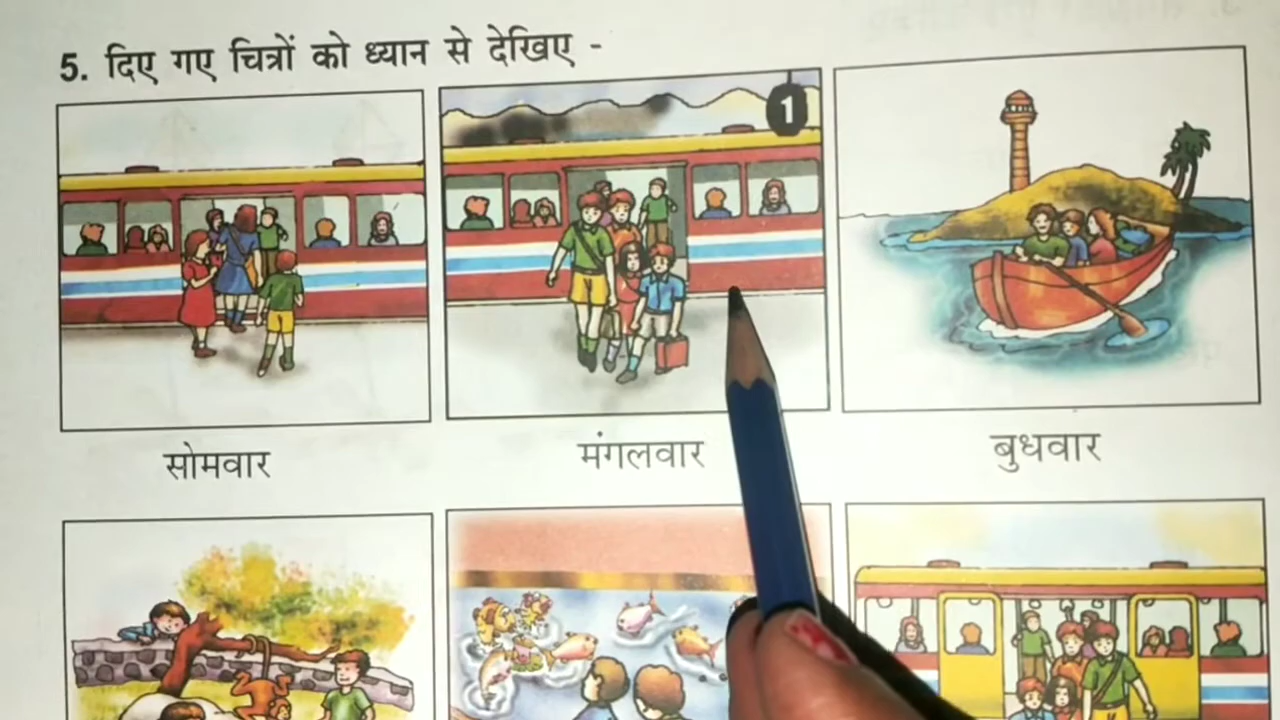 5. दिए गए चित्रों को ध्यान से देखिए -
1
सोमवार
मंगलवार
बुधवार